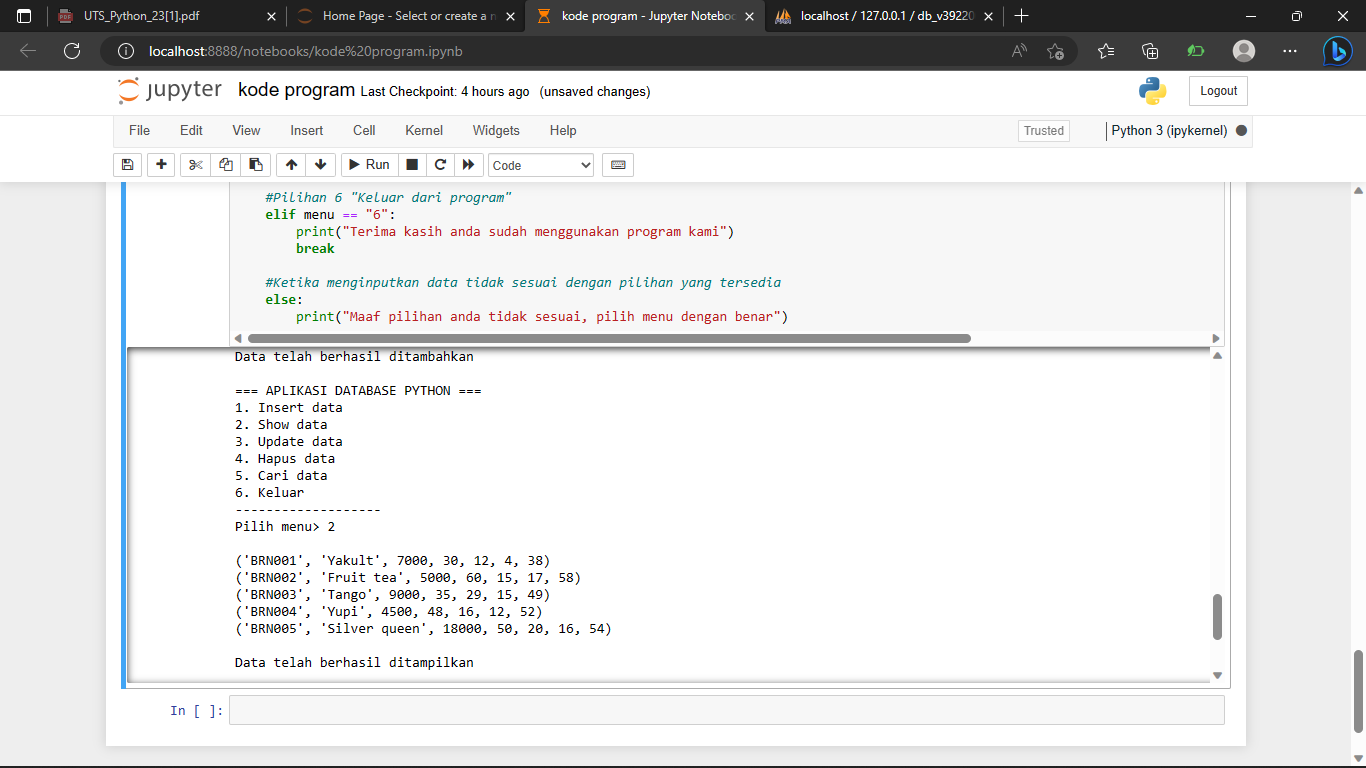 UTS_Python_23[1].pdf
Home Page - Select or create a n
kode program - Jupyter Notebook
localhost / 127.0.0.1 / db_v39220
localhost:8888/notebooks/kode%20program.ipynb
jupyter kode program Last Checkpoint: 4 hours ago (unsaved changes)
Logout
File Edit View Insert Cell Kernel Widgets Help
Trusted Python 3 (ipykernel)
Run Code
#Pilihan 6 "Keluar dari program"
elif menu == "6":
print("Terima kasih anda sudah menggunakan program kami")
break
#Ketika menginputkan data tidak sesuai dengan pilihan yang tersedia
else:
print("Maaf pilihan anda tidak sesuai, pilih menu dengan benar")
Data telah berhasil ditambahkan
=== APLIKASI DATABASE PYTHON ===
1. Insert data
2. Show data
3. Update data
4. Hapus data
5. Cari data
6. Keluar
-------------------
Pilih menu> 2
('BRN001', 'Yakult', 7000, 30, 12, 4, 38)
('BRN002', 'Fruit tea', 5000, 60, 15, 17, 58)
('BRN003', 'Tango', 9000, 35, 29, 15, 49)
('BRN004', 'Yupi', 4500, 48, 16, 12, 52)
('BRN005', 'Silver queen', 18000, 50, 20, 16, 54)
Data telah berhasil ditampilkan
In [ ]: